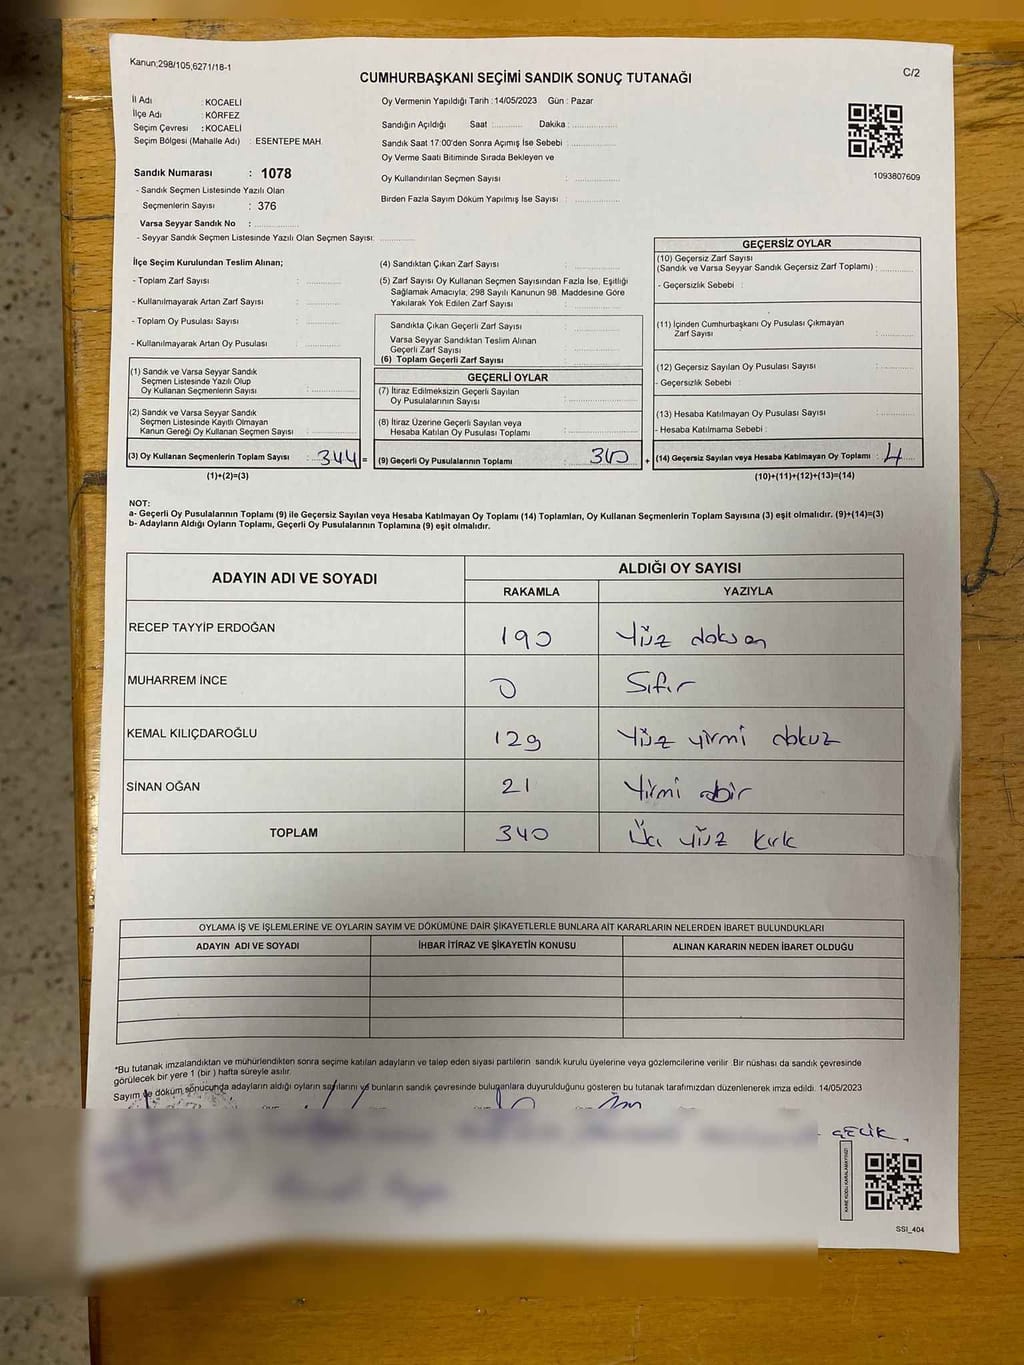 Kanun;298/105,6271/18-1
CUMHURBAŞKANI SEÇİMİ SANDIK SONUÇ TUTANAĞI
C/2
İl Adı : KOCAELİ
İlçe Adı : KÖRFEZ
Seçim Çevresi : KOCAELİ
Seçim Bölgesi (Mahalle Adı) : ESENTEPE MAH.
Sandık Numarası : 1078
- Sandık Seçmen Listesinde Yazılı Olan
Seçmenlerin Sayısı : 376
Varsa Seyyar Sandık No :
- Seyyar Sandık Seçmen Listesinde Yazılı Olan Seçmen Sayısı:
Oy Vermenin Yapıldığı Tarih : 14/05/2023 Gün : Pazar
Sandığın Açıldığı Saat : Dakika :
Sandık Saat 17:00'den Sonra Açımış İse Sebebi :
Oy Verme Saati Bitiminde Sırada Bekleyen ve
Oy Kullandırılan Seçmen Sayısı :
Birden Fazla Sayım Döküm Yapılmış İse Sayısı :
1093807609
İlçe Seçim Kurulundan Teslim Alınan;
- Toplam Zarf Sayısı :
- Kullanılmayarak Artan Zarf Sayısı :
- Toplam Oy Pusulası Sayısı :
- Kullanılmayarak Artan Oy Pusulası :
(1) Sandık ve Varsa Seyyar Sandık
Seçmen Listesinde Yazılı Olup
Oy Kullanan Seçmenlerin Sayısı :
(2) Sandık ve Varsa Seyyar Sandık
Seçmen Listesinde Kayıtlı Olmayan
Kanun Gereği Oy Kullanan Seçmen Sayısı :
(3) Oy Kullanan Seçmenlerin Toplam Sayısı : 344 =
(1)+(2)=(3)
(4) Sandıktan Çıkan Zarf Sayısı :
(5) Zarf Sayısı Oy Kullanan Seçmen Sayısından Fazla İse, Eşitliği
Sağlamak Amacıyla; 298 Sayılı Kanunun 98. Maddesine Göre
Yakılarak Yok Edilen Zarf Sayısı :
Sandıkta Çıkan Geçerli Zarf Sayısı :
Varsa Seyyar Sandıktan Teslim Alınan
Geçerli Zarf Sayısı :
(6) Toplam Geçerli Zarf Sayısı :
GEÇERLİ OYLAR
(7) İtiraz Edilmeksizin Geçerli Sayılan
Oy Pusulalarının Sayısı :
(8) İtiraz Üzerine Geçerli Sayılan veya
Hesaba Katılan Oy Pusulası Toplamı :
(9) Geçerli Oy Pusulalarının Toplamı : 340 +
GEÇERSİZ OYLAR
(10) Geçersiz Zarf Sayısı
(Sandık ve Varsa Seyyar Sandık Geçersiz Zarf Toplamı) :
- Geçersizlik Sebebi :
(11) İçinden Cumhurbaşkanı Oy Pusulası Çıkmayan
Zarf Sayısı :
(12) Geçersiz Sayılan Oy Pusulası Sayısı :
- Geçersizlik Sebebi :
(13) Hesaba Katılmayan Oy Pusulası Sayısı :
- Hesaba Katılmama Sebebi :
(14) Geçersiz Sayılan veya Hesaba Katılmayan Oy Toplamı : 4
(10)+(11)+(12)+(13)=(14)
NOT:
a- Geçerli Oy Pusulalarının Toplamı (9) ile Geçersiz Sayılan veya Hesaba Katılmayan Oy Toplamı (14) Toplamları, Oy Kullanan Seçmenlerin Toplam Sayısına (3) eşit olmalıdır. (9)+(14)=(3)
b- Adayların Aldığı Oyların Toplamı, Geçerli Oy Pusulalarının Toplamına (9) eşit olmalıdır.
ADAYIN ADI VE SOYADI
ALDIĞI OY SAYISI
RAKAMLA YAZIYLA
RECEP TAYYİP ERDOĞAN 190 Yüz doksan
MUHARREM İNCE 0 Sıfır
KEMAL KILIÇDAROĞLU 129 Yüz yirmi dokuz
SİNAN OĞAN 21 Yirmi bir
TOPLAM 340 Üç yüz kırk
OYLAMA İŞ VE İŞLEMLERİNE VE OYLARIN SAYIM VE DÖKÜMÜNE DAİR ŞİKAYETLERLE BUNLARA AİT KARARLARIN NELERDEN İBARET BULUNDUKLARI
ADAYIN ADI VE SOYADI İHBAR İTİRAZ VE ŞİKAYETİN KONUSU ALINAN KARARIN NEDEN İBARET OLDUĞU
*Bu tutanak imzalandıktan ve mühürlendikten sonra seçime katılan adayların ve talep eden siyasi partilerin sandık kurulu üyelerine veya gözlemcilerine verilir. Bir nüshası da sandık çevresinde
görülecek bir yere 1 (bir) hafta süreyle asılır.
Sayım ve döküm sonucunda adayların aldığı oyların sayılarını ve bunların sandık çevresinde bulunanlara duyurulduğunu gösteren bu tutanak tarafımızdan düzenlenerek imza edildi. 14/05/2023
ÇELİK.
KARE KODU KARALAMAYINIZ!
SSI_404